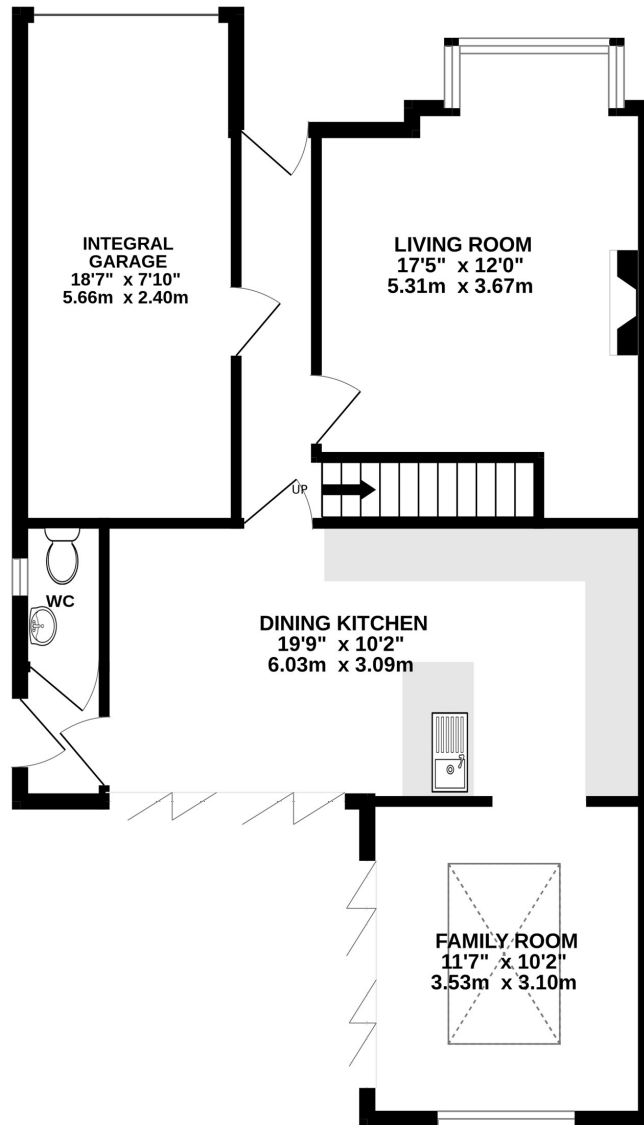 INTEGRAL
GARAGE
18'7" x 7'10"
5.66m x 2.40m
LIVING ROOM
17'5" x 12'0"
5.31m x 3.67m
UP
WC
DINING KITCHEN
19'9" x 10'2"
6.03m x 3.09m
FAMILY ROOM
11'7" x 10'2"
3.53m x 3.10m